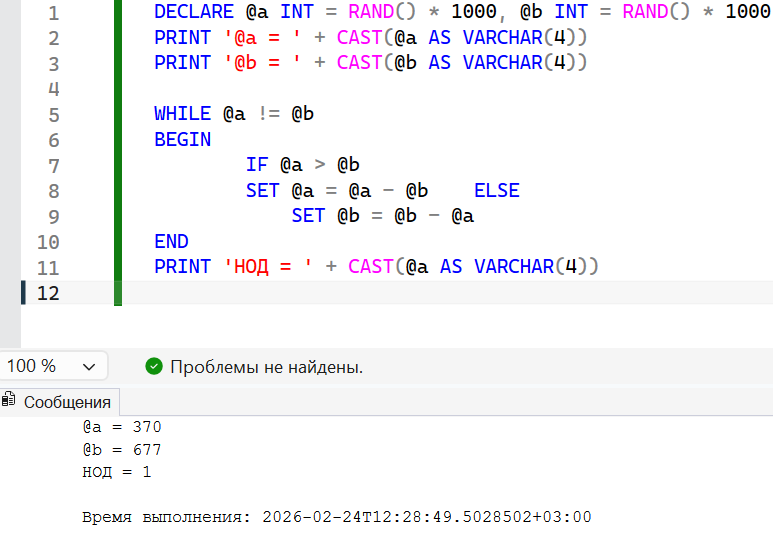 1 DECLARE @a INT = RAND() * 1000, @b INT = RAND() * 1000
2 PRINT '@a = ' + CAST(@a AS VARCHAR(4))
3 PRINT '@b = ' + CAST(@b AS VARCHAR(4))
4
5 WHILE @a != @b
6 BEGIN
7 IF @a > @b
8 SET @a = @a - @b ELSE
9 SET @b = @b - @a
10 END
11 PRINT 'НОД = ' + CAST(@a AS VARCHAR(4))
12
100 % Проблемы не найдены.
Сообщения
@a = 370
@b = 677
НОД = 1
Время выполнения: 2026-02-24T12:28:49.5028502+03:00